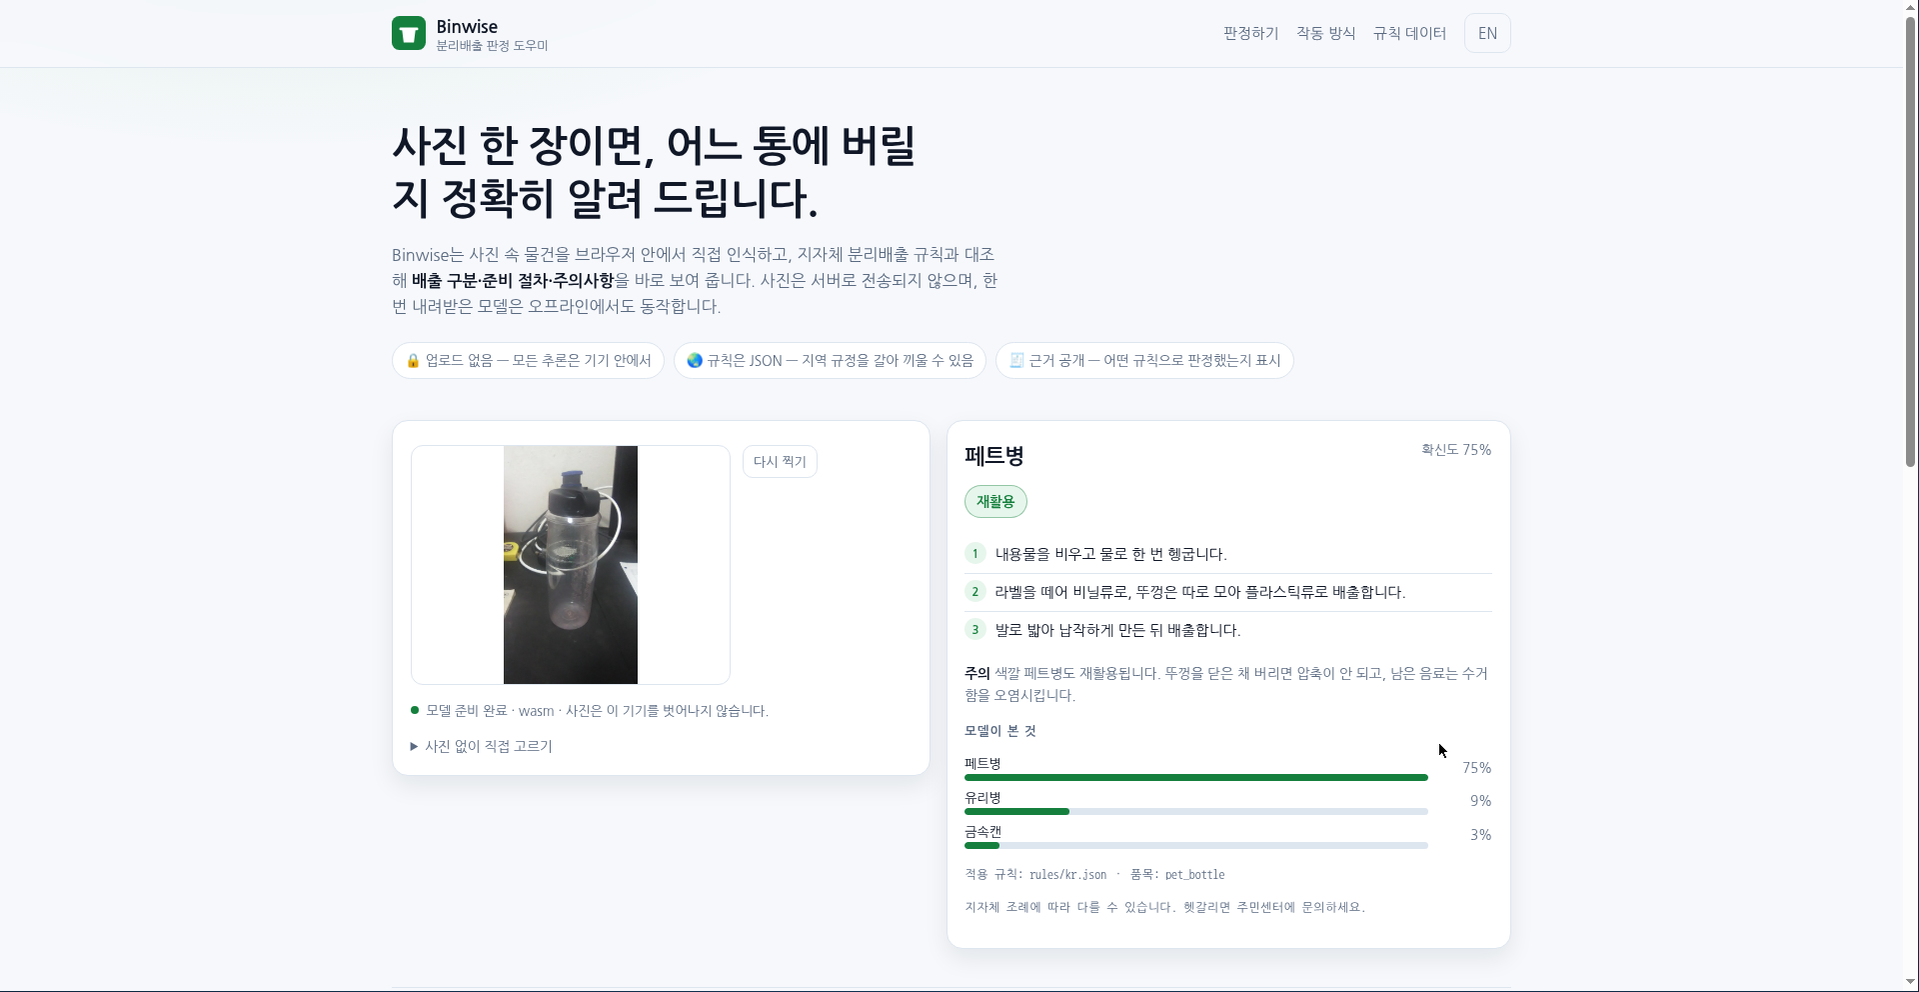 Binwise
분리배출 판정 도우미
판정하기
작동 방식
규칙 데이터
EN
사진 한 장이면, 어느 통에 버릴
지 정확히 알려 드립니다.
Binwise는 사진 속 물건을 브라우저 안에서 직접 인식하고, 지자체 분리배출 규칙과 대조
해 배출 구분·준비 절차·주의사항을 바로 보여 줍니다. 사진은 서버로 전송되지 않으며, 한
번 내려받은 모델은 오프라인에서도 동작합니다.
🔒 업로드 없음 — 모든 추론은 기기 안에서
🌏 규칙은 JSON — 지역 규정을 갈아 끼울 수 있음
🧾 근거 공개 — 어떤 규칙으로 판정했는지 표시
다시 찍기
모델 준비 완료 · wasm · 사진은 이 기기를 벗어나지 않습니다.
▶ 사진 없이 직접 고르기
페트병
확신도 75%
재활용
1 내용물을 비우고 물로 한 번 헹굽니다.
2 라벨을 떼어 비닐류로, 뚜껑은 따로 모아 플라스틱류로 배출합니다.
3 발로 밟아 납작하게 만든 뒤 배출합니다.
주의 색깔 페트병도 재활용됩니다. 뚜껑을 닫은 채 버리면 압축이 안 되고, 남은 음료는 수거
함을 오염시킵니다.
모델이 본 것
페트병 75%
유리병 9%
금속캔 3%
적용 규칙: rules/kr.json · 품목: pet_bottle
지자체 조례에 따라 다를 수 있습니다. 헷갈리면 주민센터에 문의하세요.